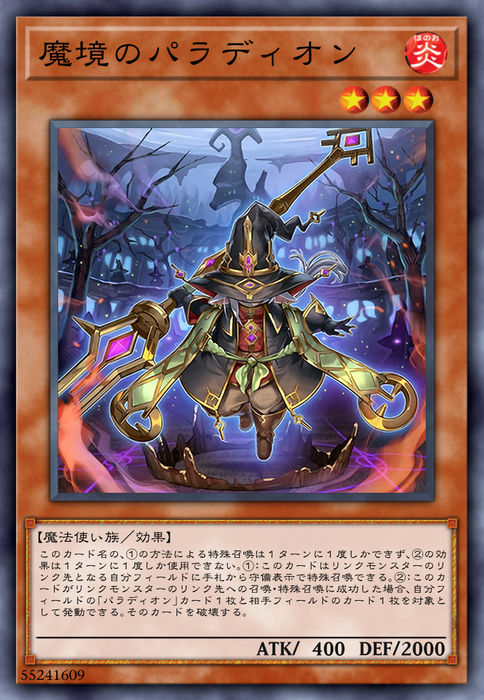 魔境のパラディオン
ほのお
炎
【魔法使い族／効果】
このカード名の、①の方法による特殊召喚は１ターンに１度しかできず、②の効
果は１ターンに１度しか使用できない。①：このカードはリンクモンスターのリ
ンク先となる自分フィールドに手札から守備表示で特殊召喚できる。②：このカ
ードがリンクモンスターのリンク先への召喚・特殊召喚に成功した場合、自分フ
ィールドの「パラディオン」カード１枚と相手フィールドのカード１枚を対象と
して発動できる。そのカードを破壊する。
ATK/ 400 DEF/2000
55241609